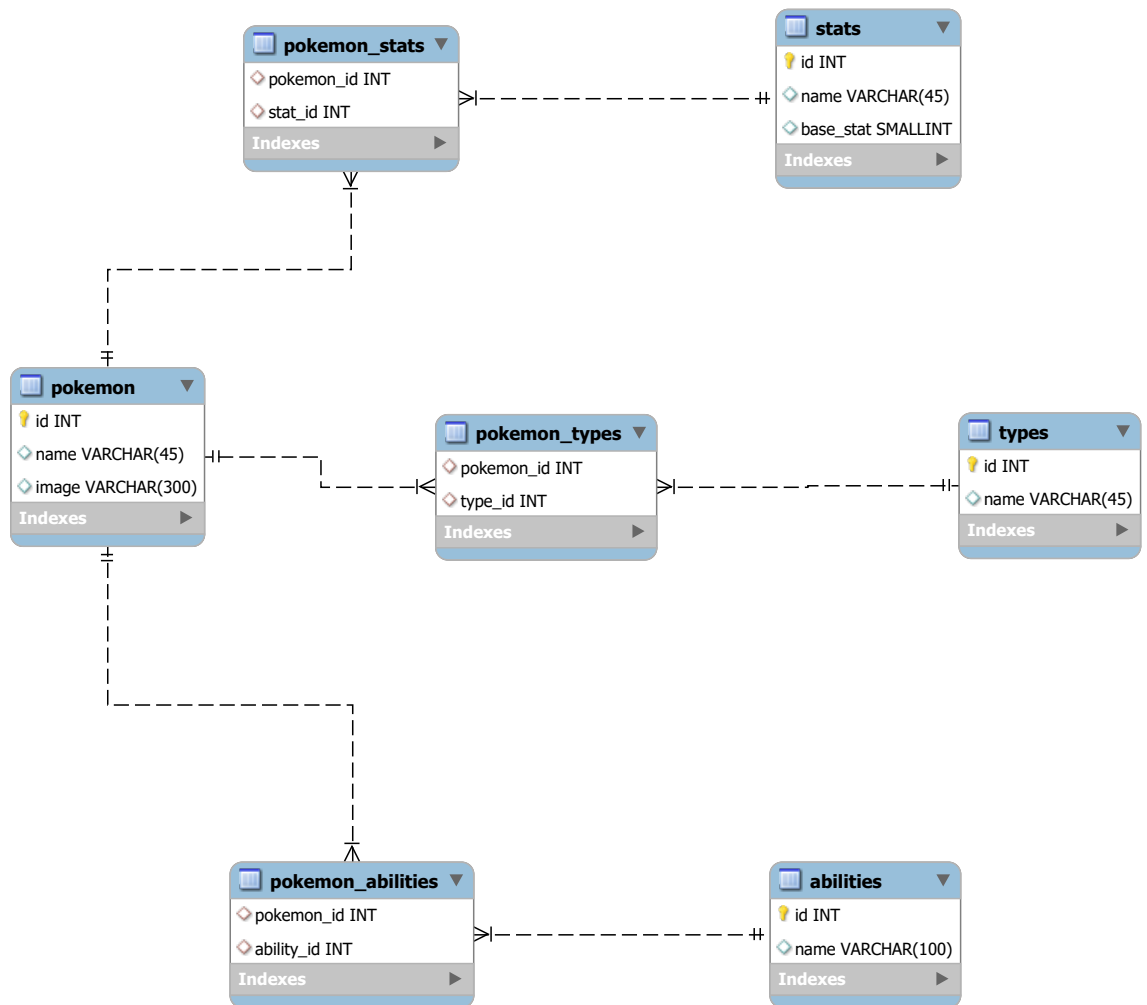 pokemon_stats
pokemon_id INT
stat_id INT
Indexes
stats
id INT
name VARCHAR(45)
base_stat SMALLINT
Indexes
pokemon
id INT
name VARCHAR(45)
image VARCHAR(300)
Indexes
pokemon_types
pokemon_id INT
type_id INT
Indexes
types
id INT
name VARCHAR(45)
Indexes
pokemon_abilities
pokemon_id INT
ability_id INT
Indexes
abilities
id INT
name VARCHAR(100)
Indexes